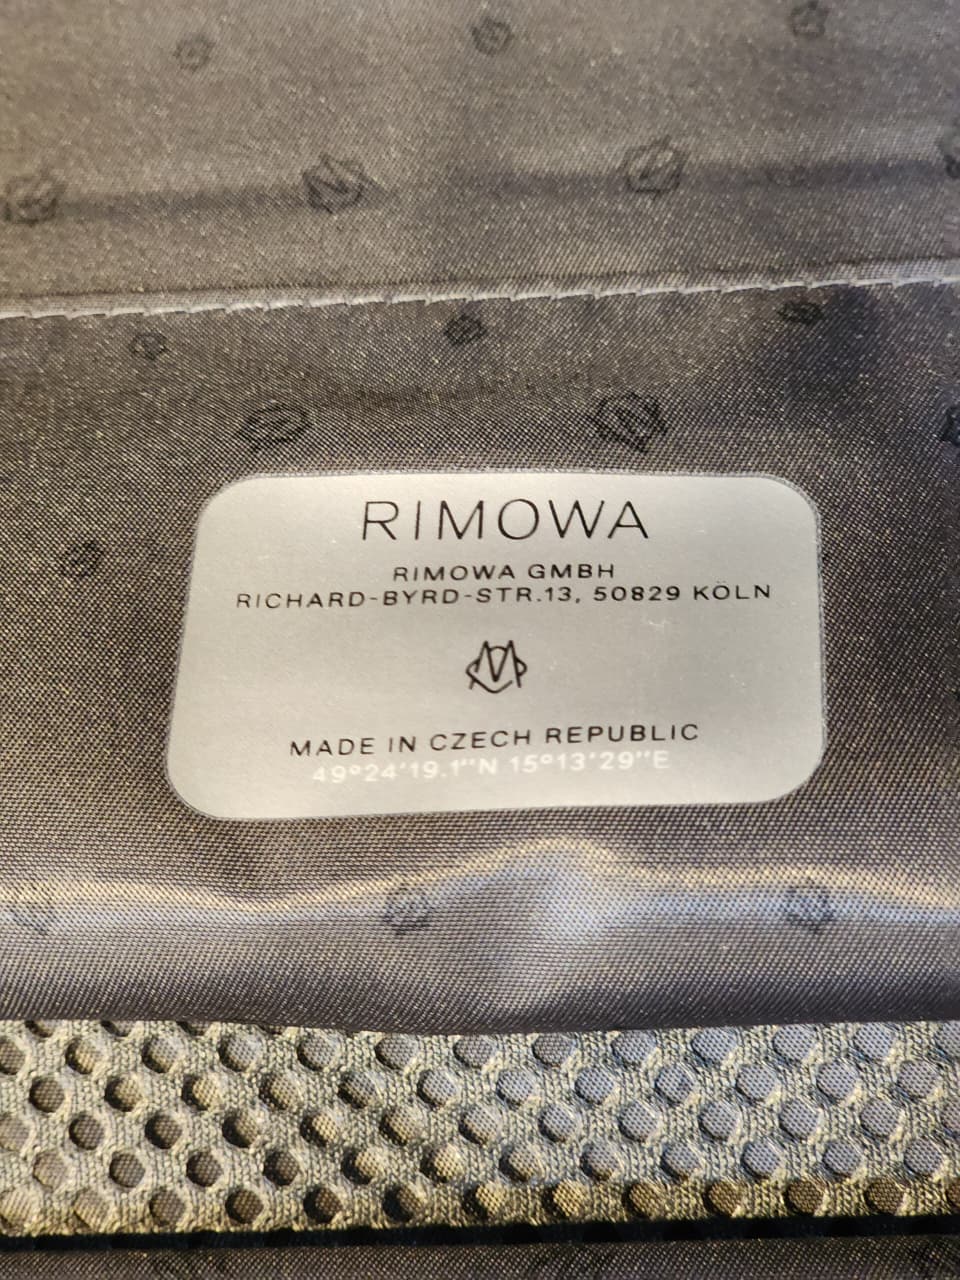 RIMOWA
RIMOWA GMBH
RICHARD-BYRD-STR.13, 50829 KÖLN
MADE IN CZECH REPUBLIC
49°24'19.1"N 15°13'29"E